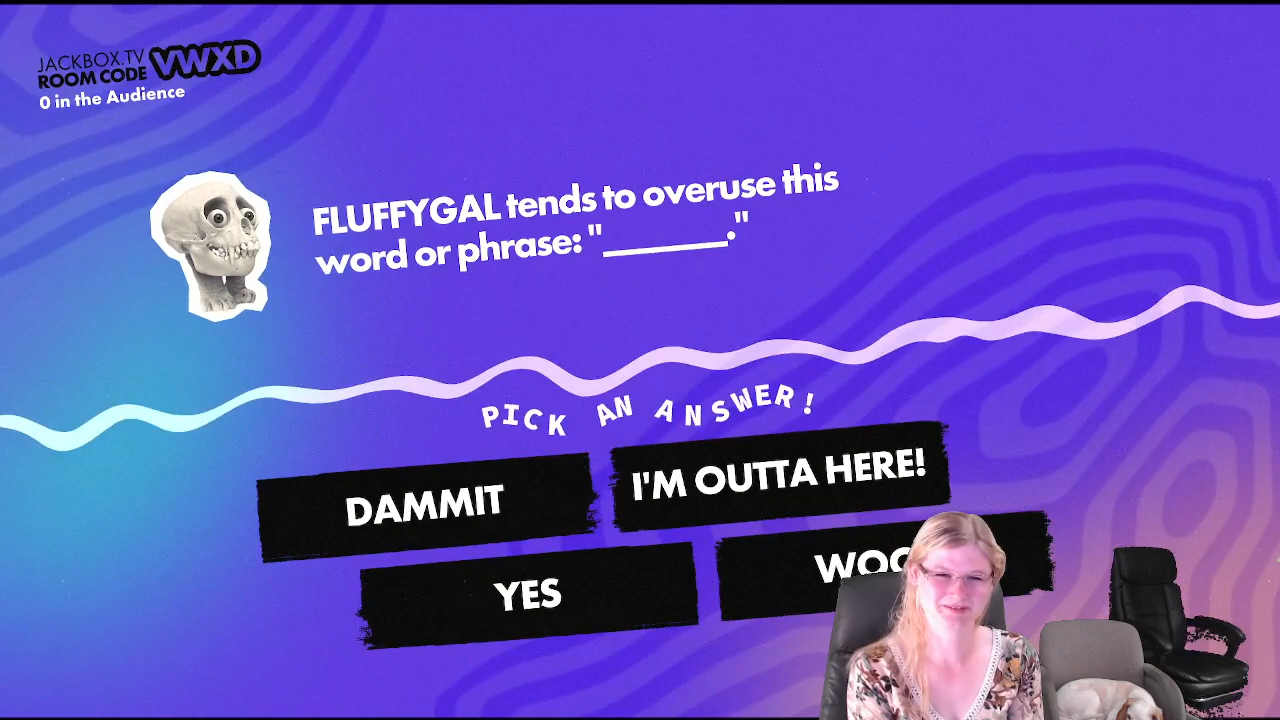 JACKBOX.TV
ROOM CODE VWXD
0 in the Audience
FLUFFYGAL tends to overuse this
word or phrase: "______."
PICK AN ANSWER!
DAMMIT
I'M OUTTA HERE!
YES